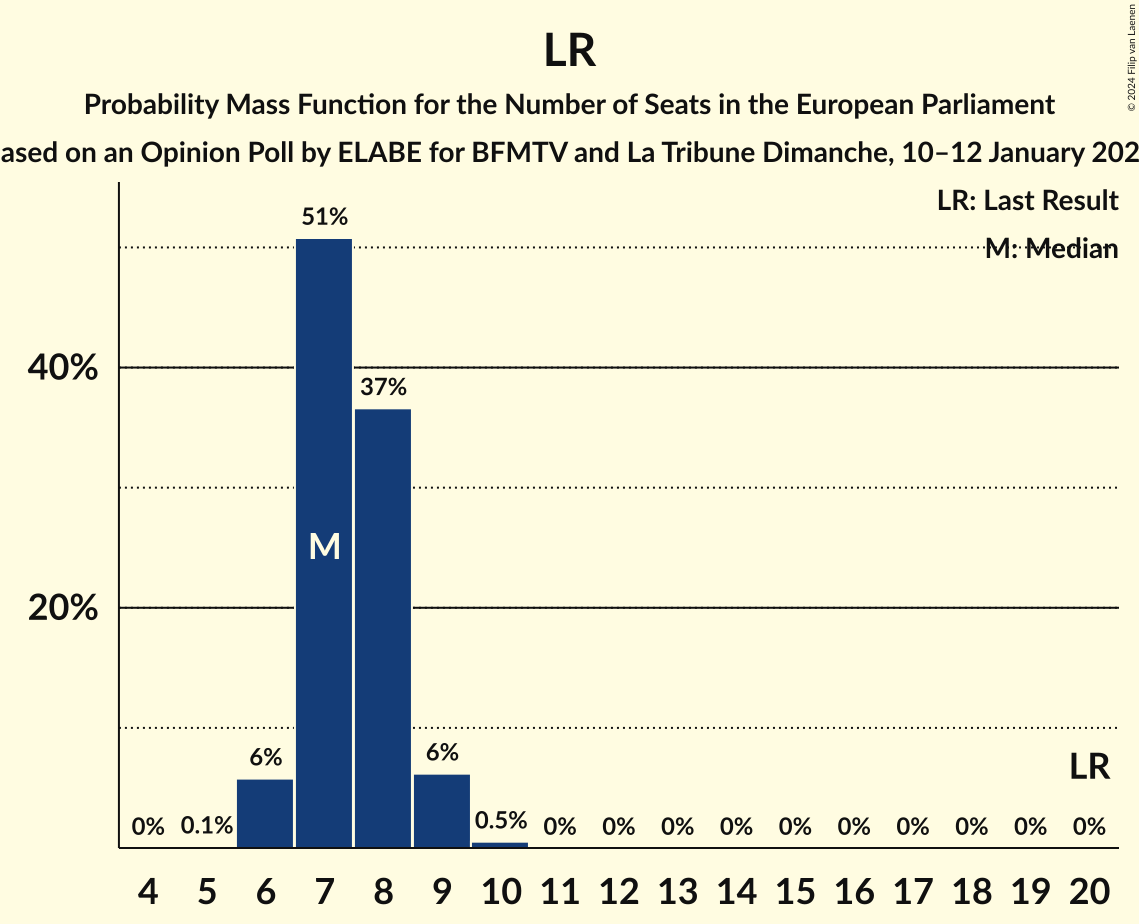 LR
Probability Mass Function for the Number of Seats in the European Parliament
ased on an Opinion Poll by ELABE for BFMTV and La Tribune Dimanche, 10–12 January 202
© 2024 Filip van Laenen
LR: Last Result
M: Median
51%
40%
37%
M
20%
6%
6%
LR
0%
0.1%
0.5%
0%
0%
0%
0%
0%
0%
0%
0%
0%
0%
4 5 6 7 8 9 10 11 12 13 14 15 16 17 18 19 20